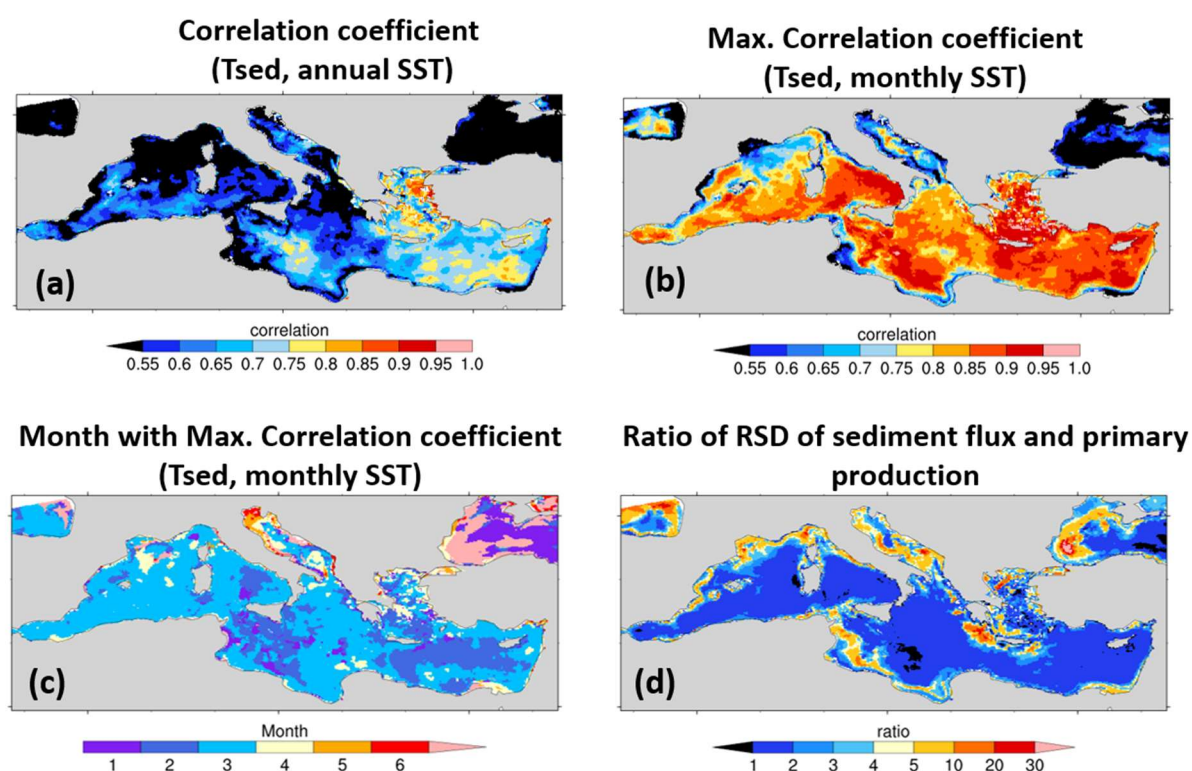 Correlation coefficient
(Tsed, annual SST)
(a)
correlation
0.55 0.6 0.65 0.7 0.75 0.8 0.85 0.9 0.95 1.0
Max. Correlation coefficient
(Tsed, monthly SST)
(b)
correlation
0.55 0.6 0.65 0.7 0.75 0.8 0.85 0.9 0.95 1.0
Month with Max. Correlation coefficient
(Tsed, monthly SST)
(c)
Month
1 2 3 4 5 6
Ratio of RSD of sediment flux and primary
production
(d)
ratio
1 2 3 4 5 10 20 30